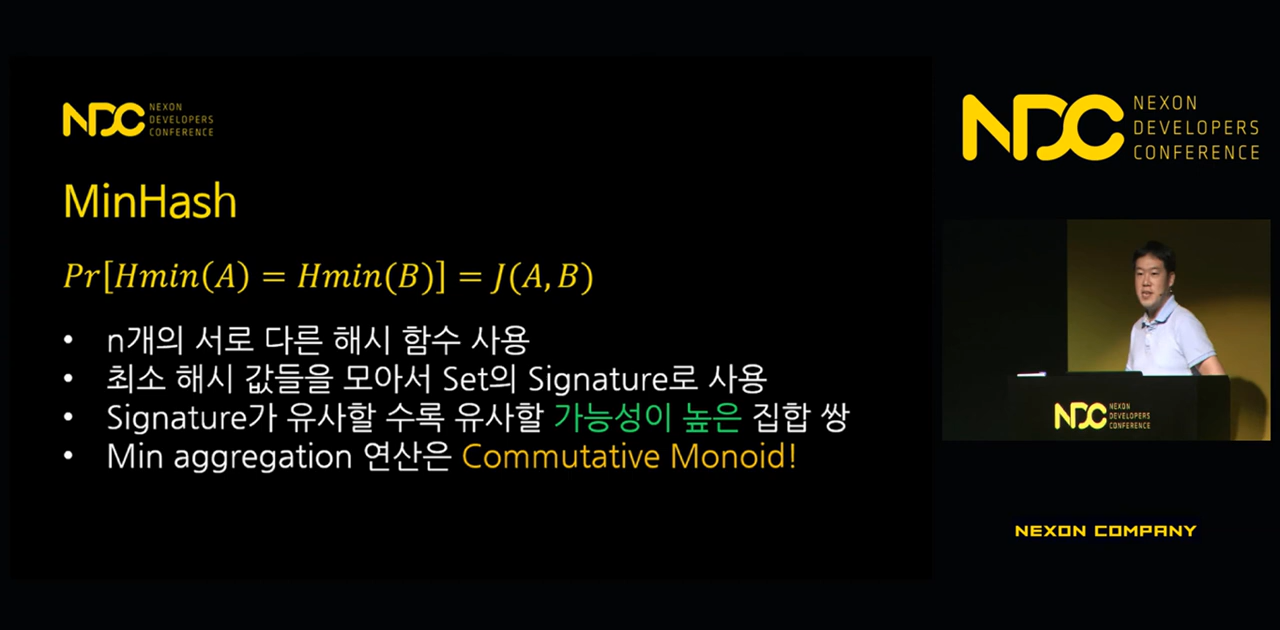 NDC NEXON
DEVELOPERS
CONFERENCE
MinHash
Pr[Hmin(A) = Hmin(B)] = J(A, B)
• n개의 서로 다른 해시 함수 사용
• 최소 해시 값들을 모아서 Set의 Signature로 사용
• Signature가 유사할 수록 유사할 가능성이 높은 집합 쌍
• Min aggregation 연산은 Commutative Monoid!
NDC NEXON
DEVELOPERS
CONFERENCE
NDC NEXON
DEVELOPERS
CONFERENCE
NEXON COMPANY